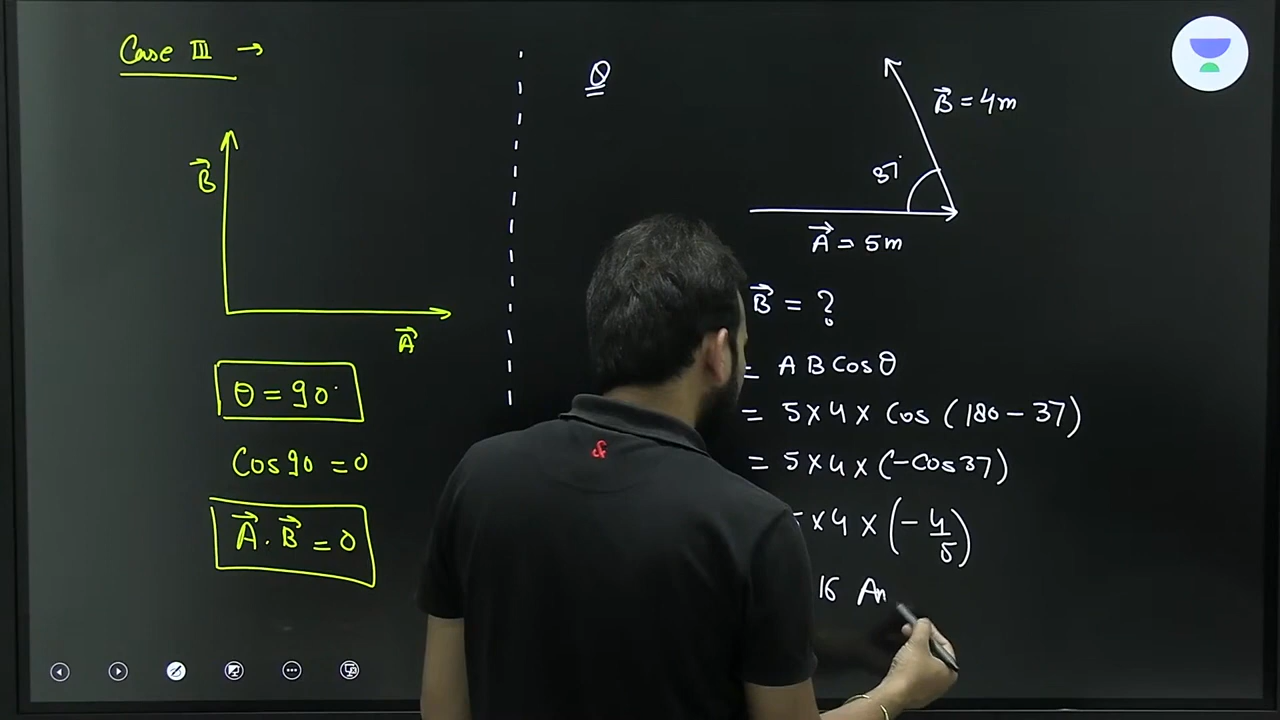 Case III →
B
A
θ = 90°
Cos 90 = 0
A . B = 0
Q
B = 4m
37°
A = 5m
B = ?
= A B Cos θ
= 5 x 4 x Cos (180 - 37)
= 5 x 4 x (-Cos 37)
5 x 4 x (- 4/5)
16 An